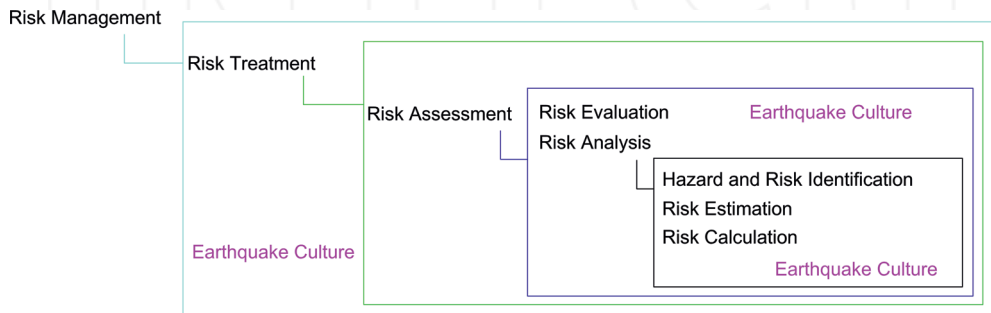 Risk Management
Risk Treatment
Risk Assessment
Risk Evaluation Earthquake Culture
Risk Analysis
Hazard and Risk Identification
Risk Estimation
Risk Calculation
Earthquake Culture
Earthquake Culture